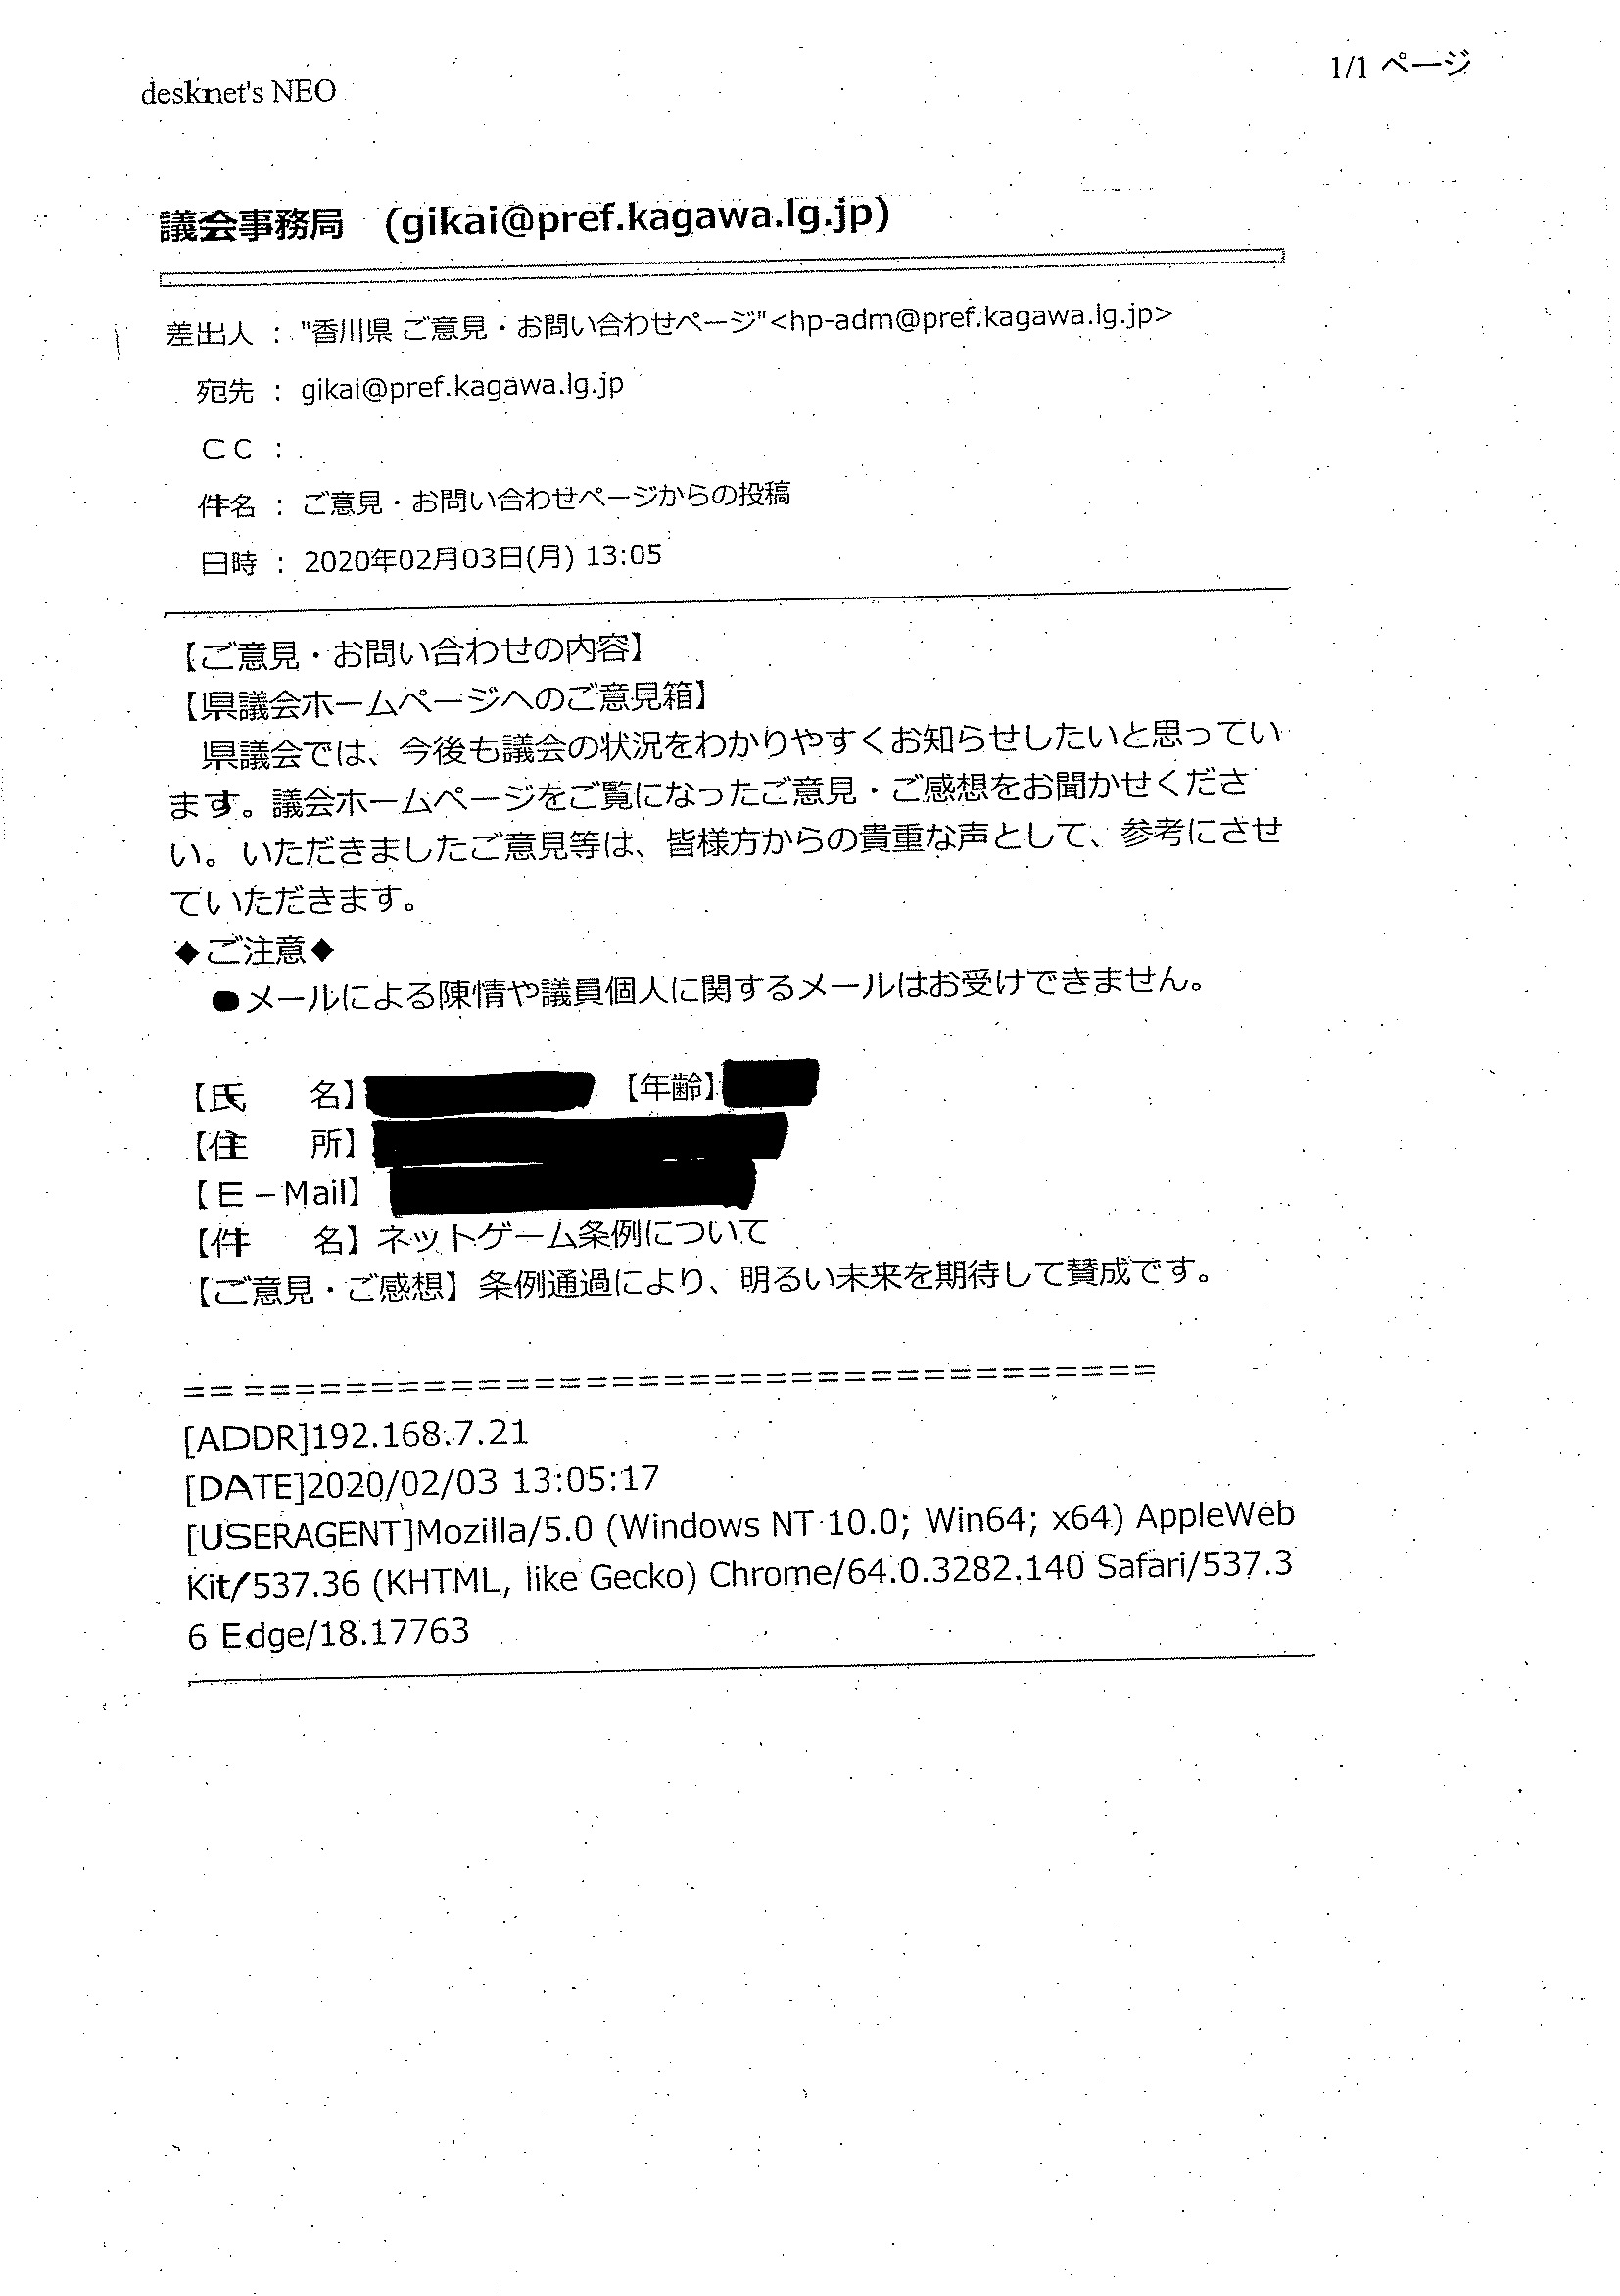 desknet's NEO
1/1 ページ
議会事務局 (gikai@pref.kagawa.lg.jp)
差出人 : "香川県 ご意見・お問い合わせページ"<hp-adm@pref.kagawa.lg.jp>
宛先 : gikai@pref.kagawa.lg.jp
CC :
件名 : ご意見・お問い合わせページからの投稿
日時 : 2020年02月03日(月) 13:05
【ご意見・お問い合わせの内容】
【県議会ホームページへのご意見箱】
県議会では、今後も議会の状況をわかりやすくお知らせしたいと思ってい
ます。議会ホームページをご覧になったご意見・ご感想をお聞かせくださ
い。いただきましたご意見等は、皆様方からの貴重な声として、参考にさせ
ていただきます。
◆ご注意◆
●メールによる陳情や議員個人に関するメールはお受けできません。
【氏 名】 【年齢】
【住 所】
【E－Mail】
【件 名】ネットゲーム条例について
【ご意見・ご感想】条例通過により、明るい未来を期待して賛成です。
=====================================
[ADDR]192.168.7.21
[DATE]2020/02/03 13:05:17
[USERAGENT]Mozilla/5.0 (Windows NT 10.0; Win64; x64) AppleWeb
Kit/537.36 (KHTML, like Gecko) Chrome/64.0.3282.140 Safari/537.3
6 Edge/18.17763